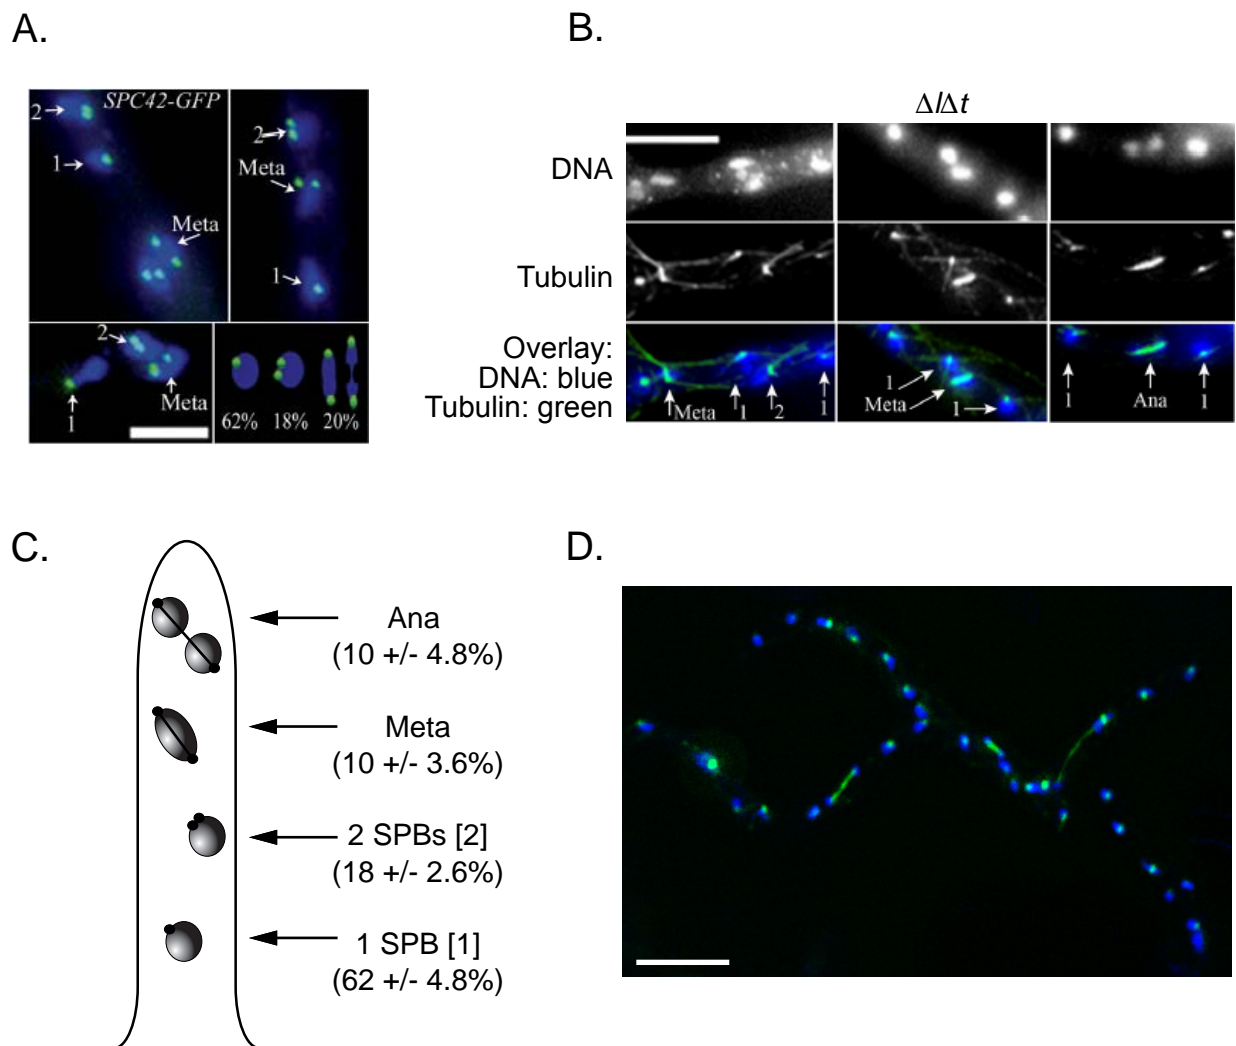 A.
SPC42-GFP
2
1
Meta
2
Meta
1
2
1
Meta
62% 18% 20%
B.
ΔlΔt
DNA
Tubulin
Overlay:
DNA: blue
Tubulin: green
Meta 1 2 1
1
Meta
1
1 Ana 1
C.
Ana
(10 +/- 4.8%)
Meta
(10 +/- 3.6%)
2 SPBs [2]
(18 +/- 2.6%)
1 SPB [1]
(62 +/- 4.8%)
D.